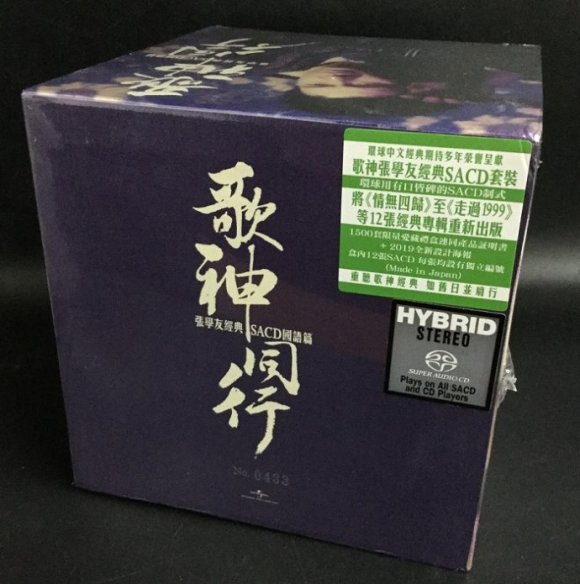 環球中文經典期待多年榮譽呈獻
歌神張學友經典SACD套裝
環球用有口皆碑的SACD制式
將《情無四歸》至《走過1999》
等12張經典專輯重新出版
1500套限量愛藏禮盒連同產品証明書
+ 2019全新設計海報
盒內12張SACD 每張均設有獨立編號
(Made in Japan)
重聽歌神經典 如舊日並肩行
歌神
張學友經典 SACD國語篇
同行
No. 0433
UNIVERSAL
HYBRID
STEREO
SUPER AUDIO CD
Plays on All SACD
and CD Players